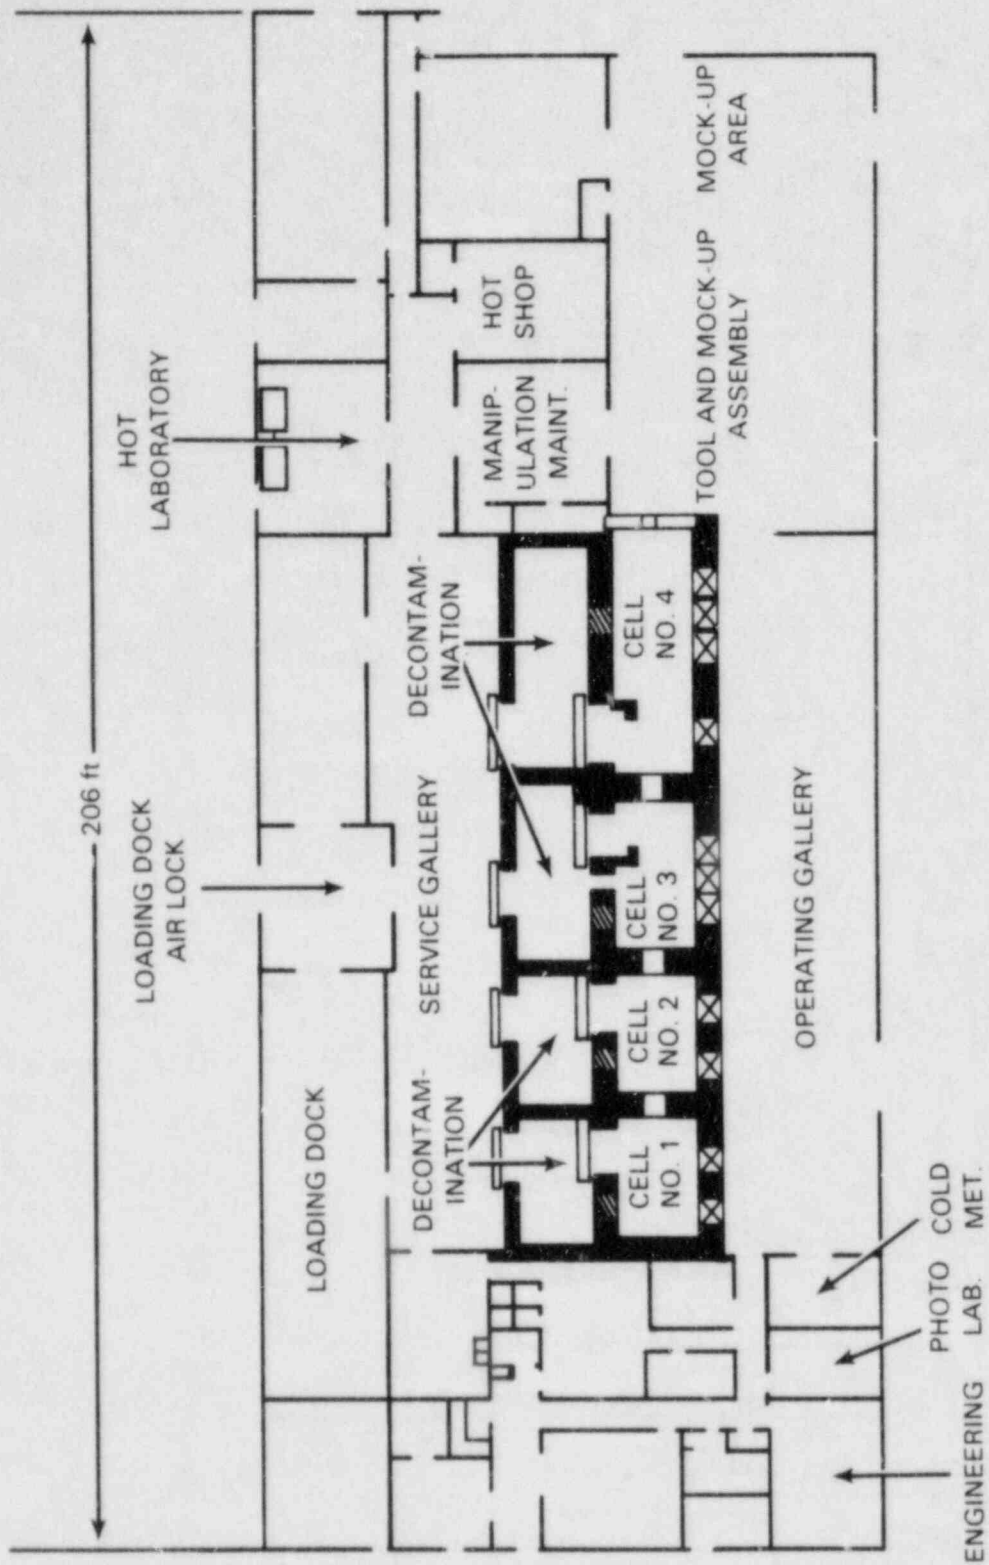 206 ft
HOT
LABORATORY
LOADING DOCK
AIR LOCK
LOADING DOCK
SERVICE GALLERY
DECONTAM-
INATION
DECONTAM-
INATION
MANIP-
ULATION
MAINT.
HOT
SHOP
CELL
NO. 1
CELL
NO. 2
CELL
NO. 3
CELL
NO. 4
TOOL AND MOCK-UP
ASSEMBLY
MOCK-UP
AREA
OPERATING GALLERY
ENGINEERING
PHOTO
LAB.
COLD
MET.